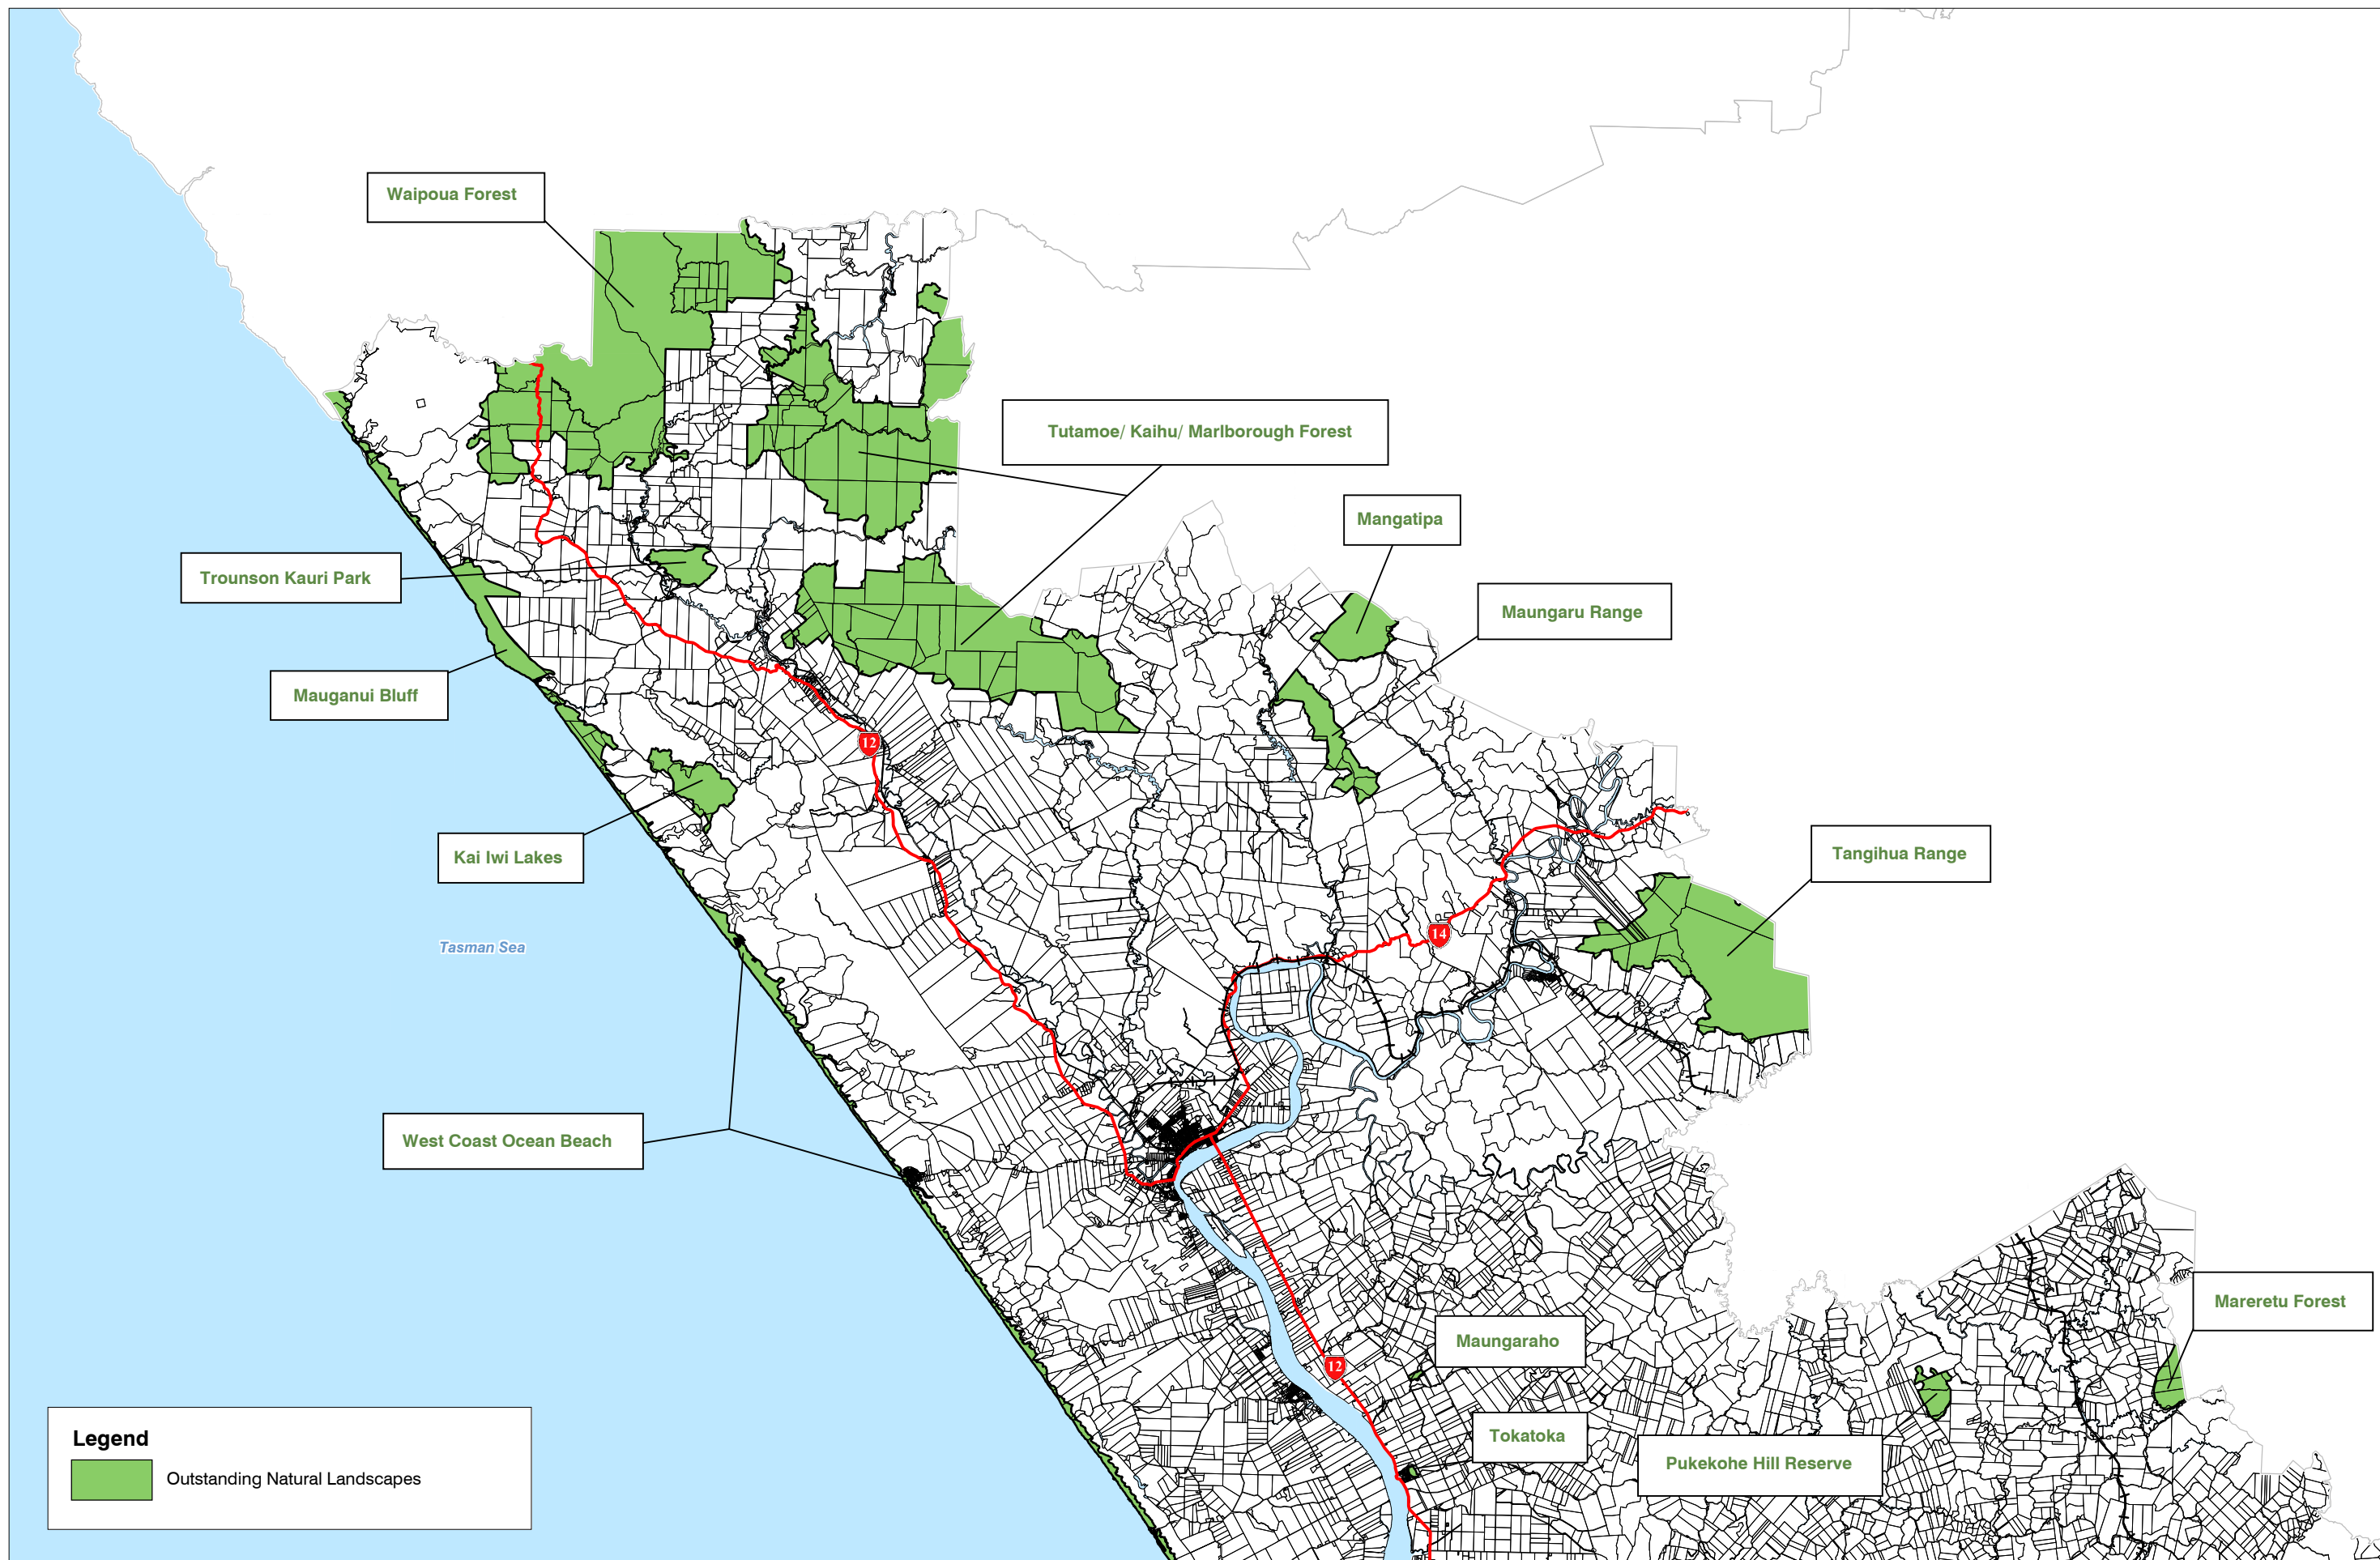 Waipoua Forest
Tutamoe/ Kaihu/ Marlborough Forest
Mangatipa
Trounson Kauri Park
Maungaru Range
Mauganui Bluff
12
Kai Iwi Lakes
Tangihua Range
14
Tasman Sea
West Coast Ocean Beach
Mareretu Forest
Maungaraho
12
Tokatoka
Pukekohe Hill Reserve
Legend
Outstanding Natural Landscapes